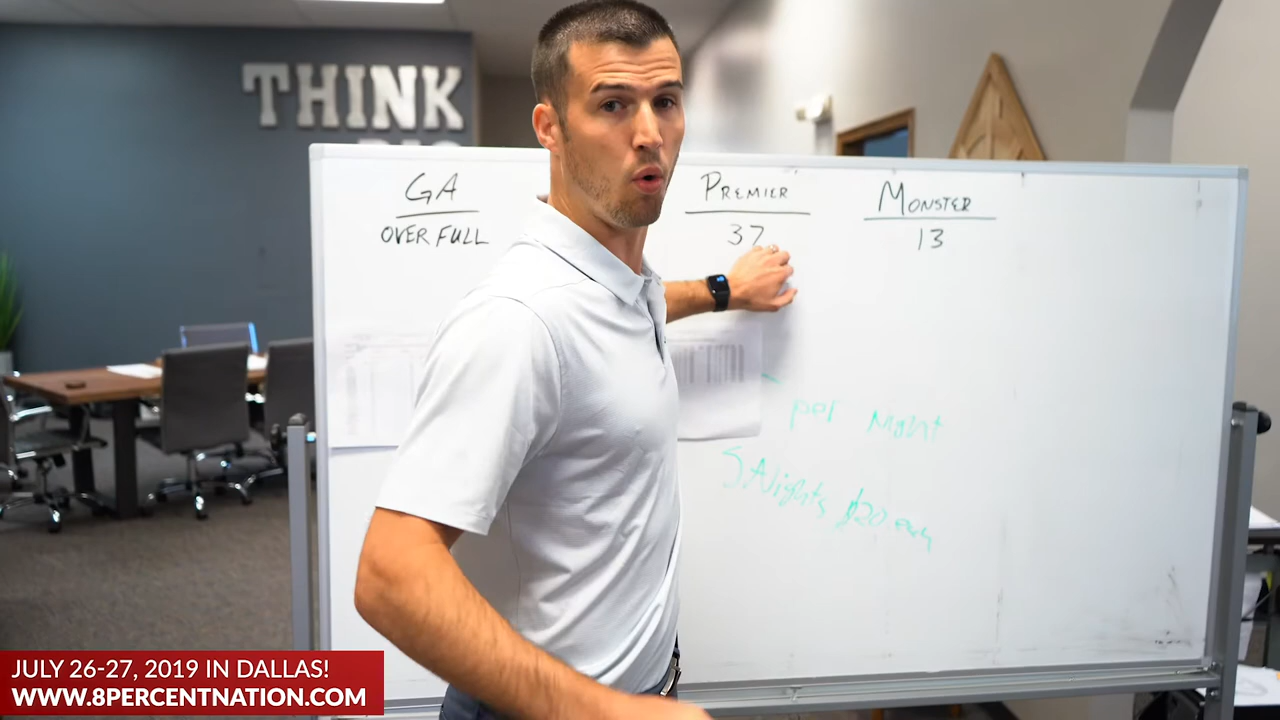 THINK
GA
OVER FULL
PREMIER
37
MONSTER
13
per Night
5 Nights $20
JULY 26-27, 2019 IN DALLAS!
WWW.8PERCENTNATION.COM